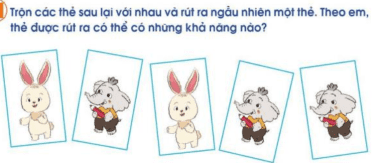 Trộn các thẻ sau lại với nhau và rút ra ngẫu nhiên một thẻ. Theo em,
thẻ được rút ra có thể có những khả năng nào?